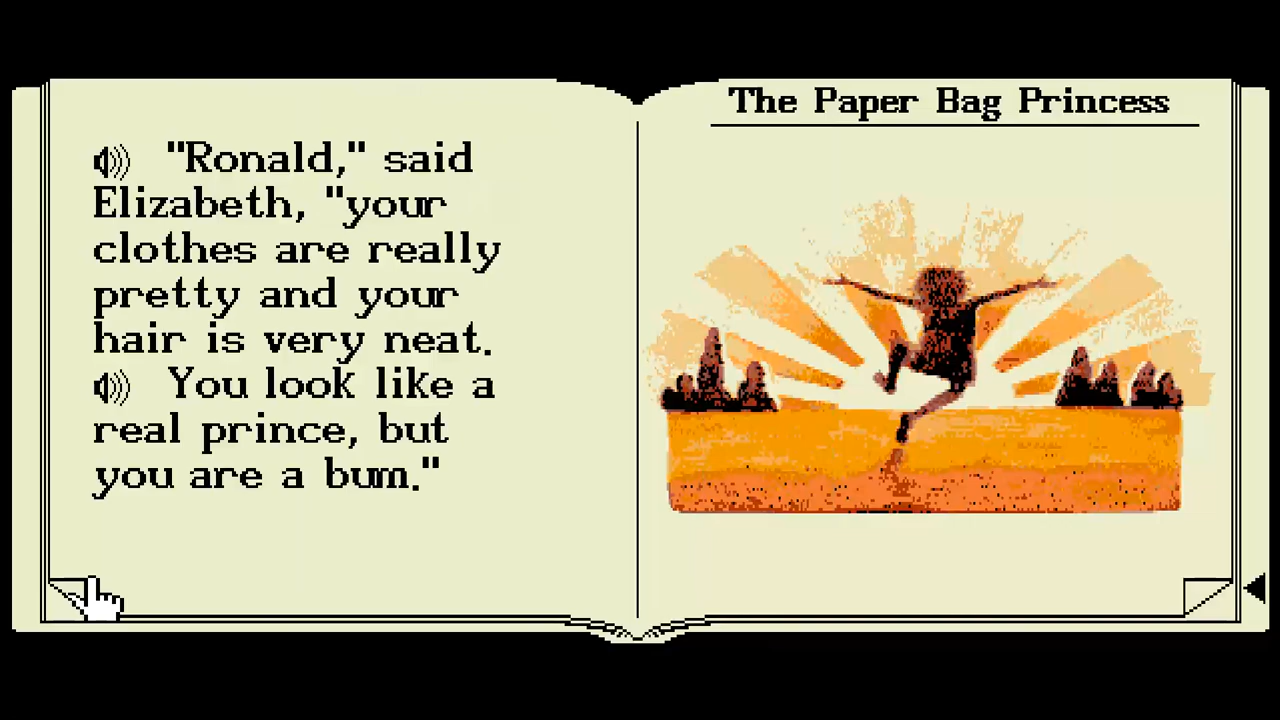 "Ronald," said
Elizabeth, "your
clothes are really
pretty and your
hair is very neat.
You look like a
real prince, but
you are a bum."
The Paper Bag Princess